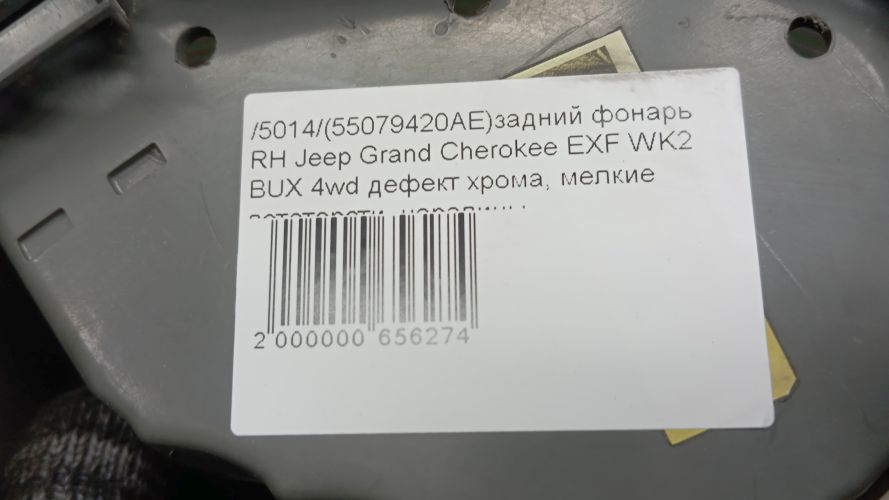 /5014/(55079420AE)задний фонарь
RH Jeep Grand Cherokee EXF WK2
BUX 4wd дефект хрома, мелкие
2 000000 656274